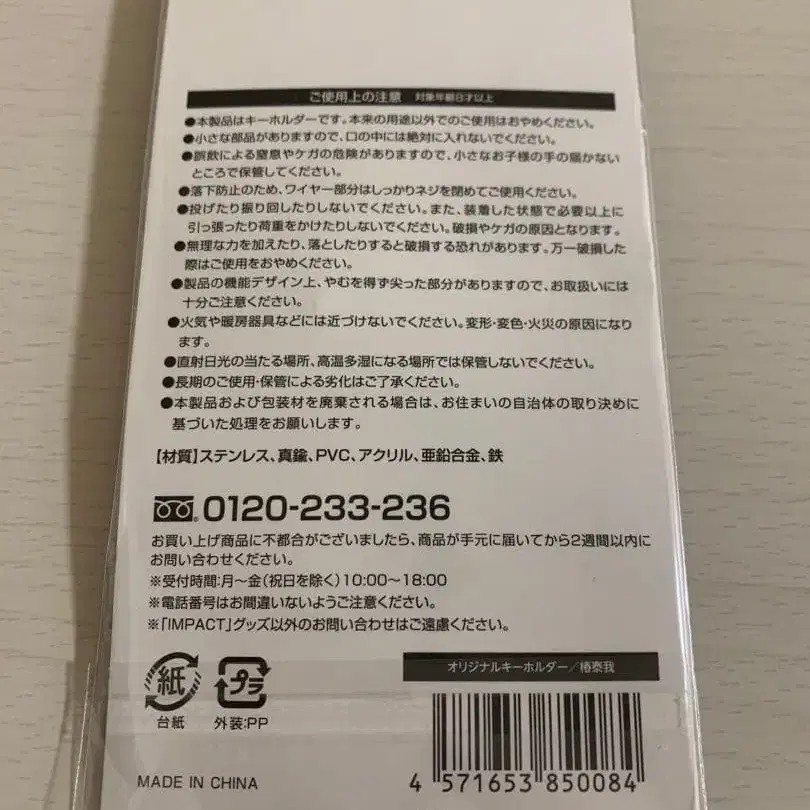 ご使用上の注意 対象年齢8才以上
●本製品はキーホルダーです。本来の用途以外でのご使用はおやめください。
●小さな部品がありますので、口の中には絶対に入れないでください。
●誤飲による窒息やケガの危険がありますので、小さなお子様の手の届かない
ところで保管してください。
●落下防止のため、ワイヤー部分はしっかりネジを閉めてご使用ください。
●投げたり振り回したりしないでください。また、装着した状態で必要以上に
引っ張ったり荷重をかけたりしないでください。破損やケガの原因となります。
●無理な力を加えたり、落としたりすると破損する恐れがあります。万一破損した
際はご使用をおやめください。
●製品の機能デザイン上、やむを得ず尖った部分がありますので、お取扱いには
十分ご注意ください。
●火気や暖房器具などには近づけないでください。変形・変色・火災の原因になり
ます。
●直射日光の当たる場所、高温多湿になる場所では保管しないでください。
●長期のご使用・保管による劣化はご了承ください。
●本製品および包装材を廃棄される場合は、お住まいの自治体の取り決めに
基づいた処理をお願いします。
【材質】ステンレス、真鍮、PVC、アクリル、亜鉛合金、鉄
0120-233-236
お買い上げ商品に不都合がございましたら、商品が手元に届いてから2週間以内に
お問い合わせください。
※受付時間:月〜金(祝日を除く)10:00〜18:00
※電話番号はお間違いないようご注意ください。
※「IMPACT」グッズ以外のお問い合わせはご遠慮ください。
紙 プラ
台紙 外装:PP
オリジナルキーホルダー/椿泰我
MADE IN CHINA
4 571653 850084